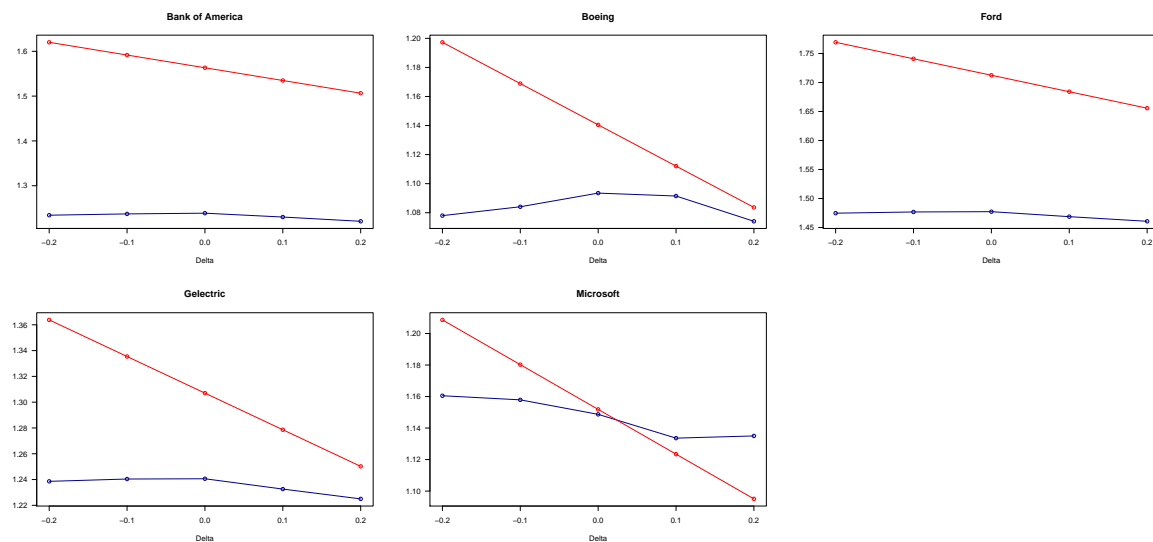 Bank of America
1.6
1.5
1.4
1.3
−0.2 −0.1 0.0 0.1 0.2
Delta
Boeing
1.20
1.18
1.16
1.14
1.12
1.10
1.08
−0.2 −0.1 0.0 0.1 0.2
Delta
Ford
1.75
1.70
1.65
1.60
1.55
1.50
1.45
−0.2 −0.1 0.0 0.1 0.2
Delta
Gelectric
1.36
1.34
1.32
1.30
1.28
1.26
1.24
1.22
−0.2 −0.1 0.0 0.1 0.2
Delta
Microsoft
1.20
1.18
1.16
1.14
1.12
1.10
−0.2 −0.1 0.0 0.1 0.2
Delta